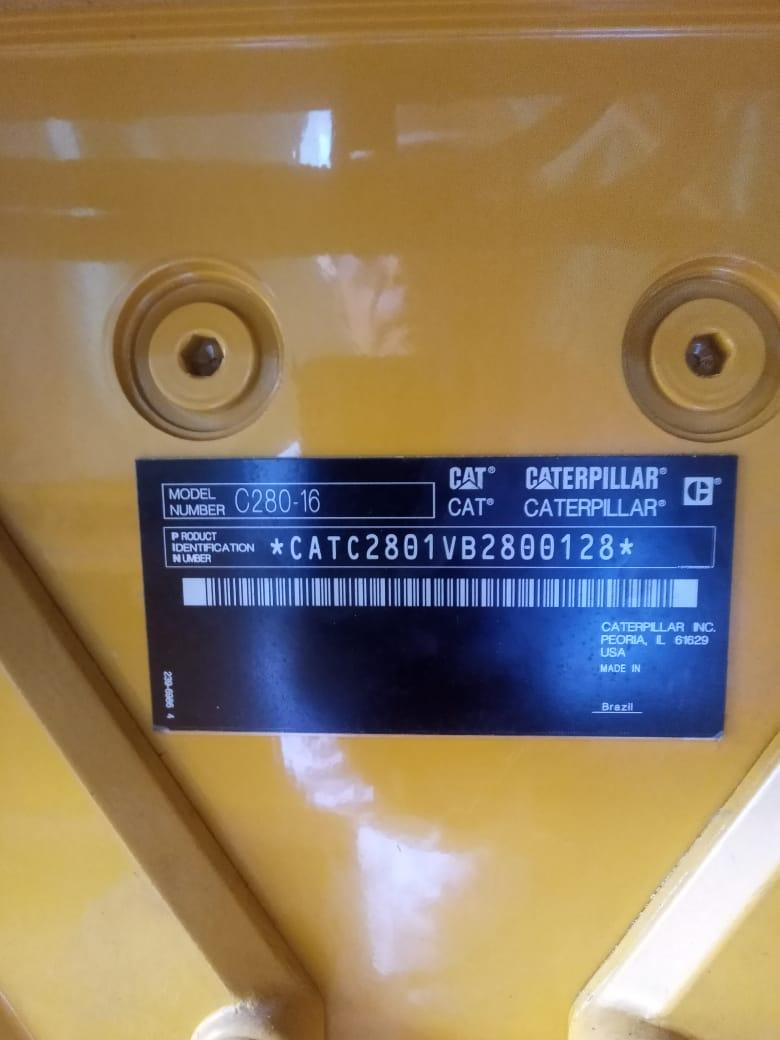 CAT® CATERPILLAR®
CAT® CATERPILLAR®
MODEL NUMBER C280-16
PRODUCT IDENTIFICATION NUMBER *CATC2801VB2800128*
CATERPILLAR INC.
PEORIA, IL 61629
USA
MADE IN
Brazil